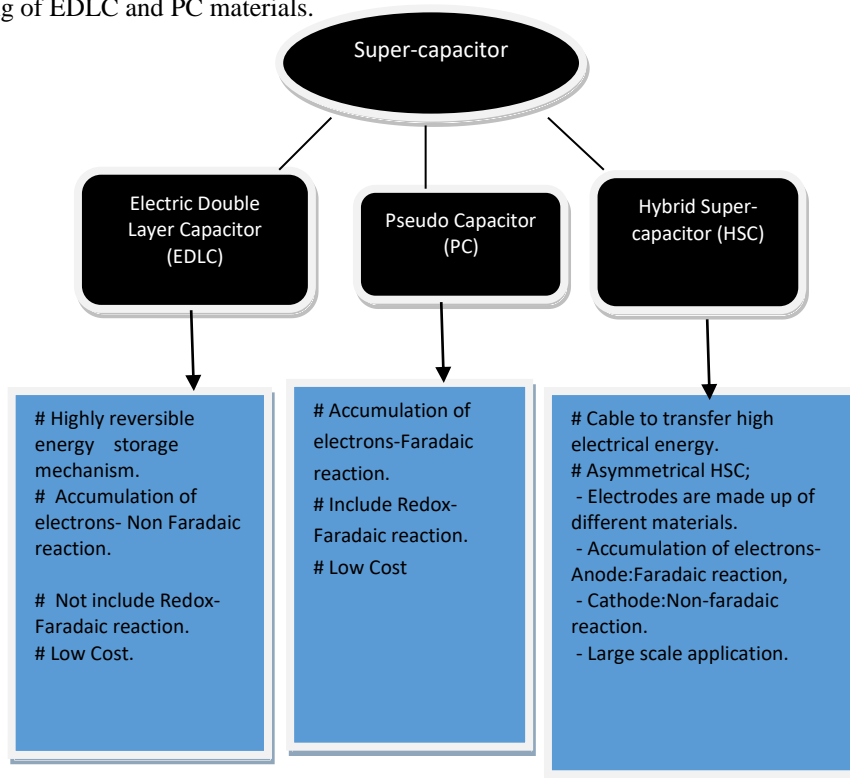 g of EDLC and PC materials.
Super-capacitor
Electric Double
Layer Capacitor
(EDLC)
Pseudo Capacitor
(PC)
Hybrid Super-
capacitor (HSC)
# Highly reversible
energy storage
mechanism.
# Accumulation of
electrons- Non Faradaic
reaction.
# Not include Redox-
Faradaic reaction.
# Low Cost.
# Accumulation of
electrons-Faradaic
reaction.
# Include Redox-
Faradaic reaction.
# Low Cost
# Cable to transfer high
electrical energy.
# Asymmetrical HSC;
- Electrodes are made up of
different materials.
- Accumulation of electrons-
Anode:Faradaic reaction,
- Cathode:Non-faradaic
reaction.
- Large scale application.